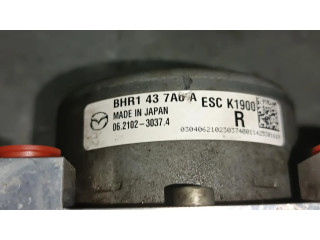 BHR1 43 7A0 A ESC K1900
MADE IN JAPAN
06.2102-3037.4
R